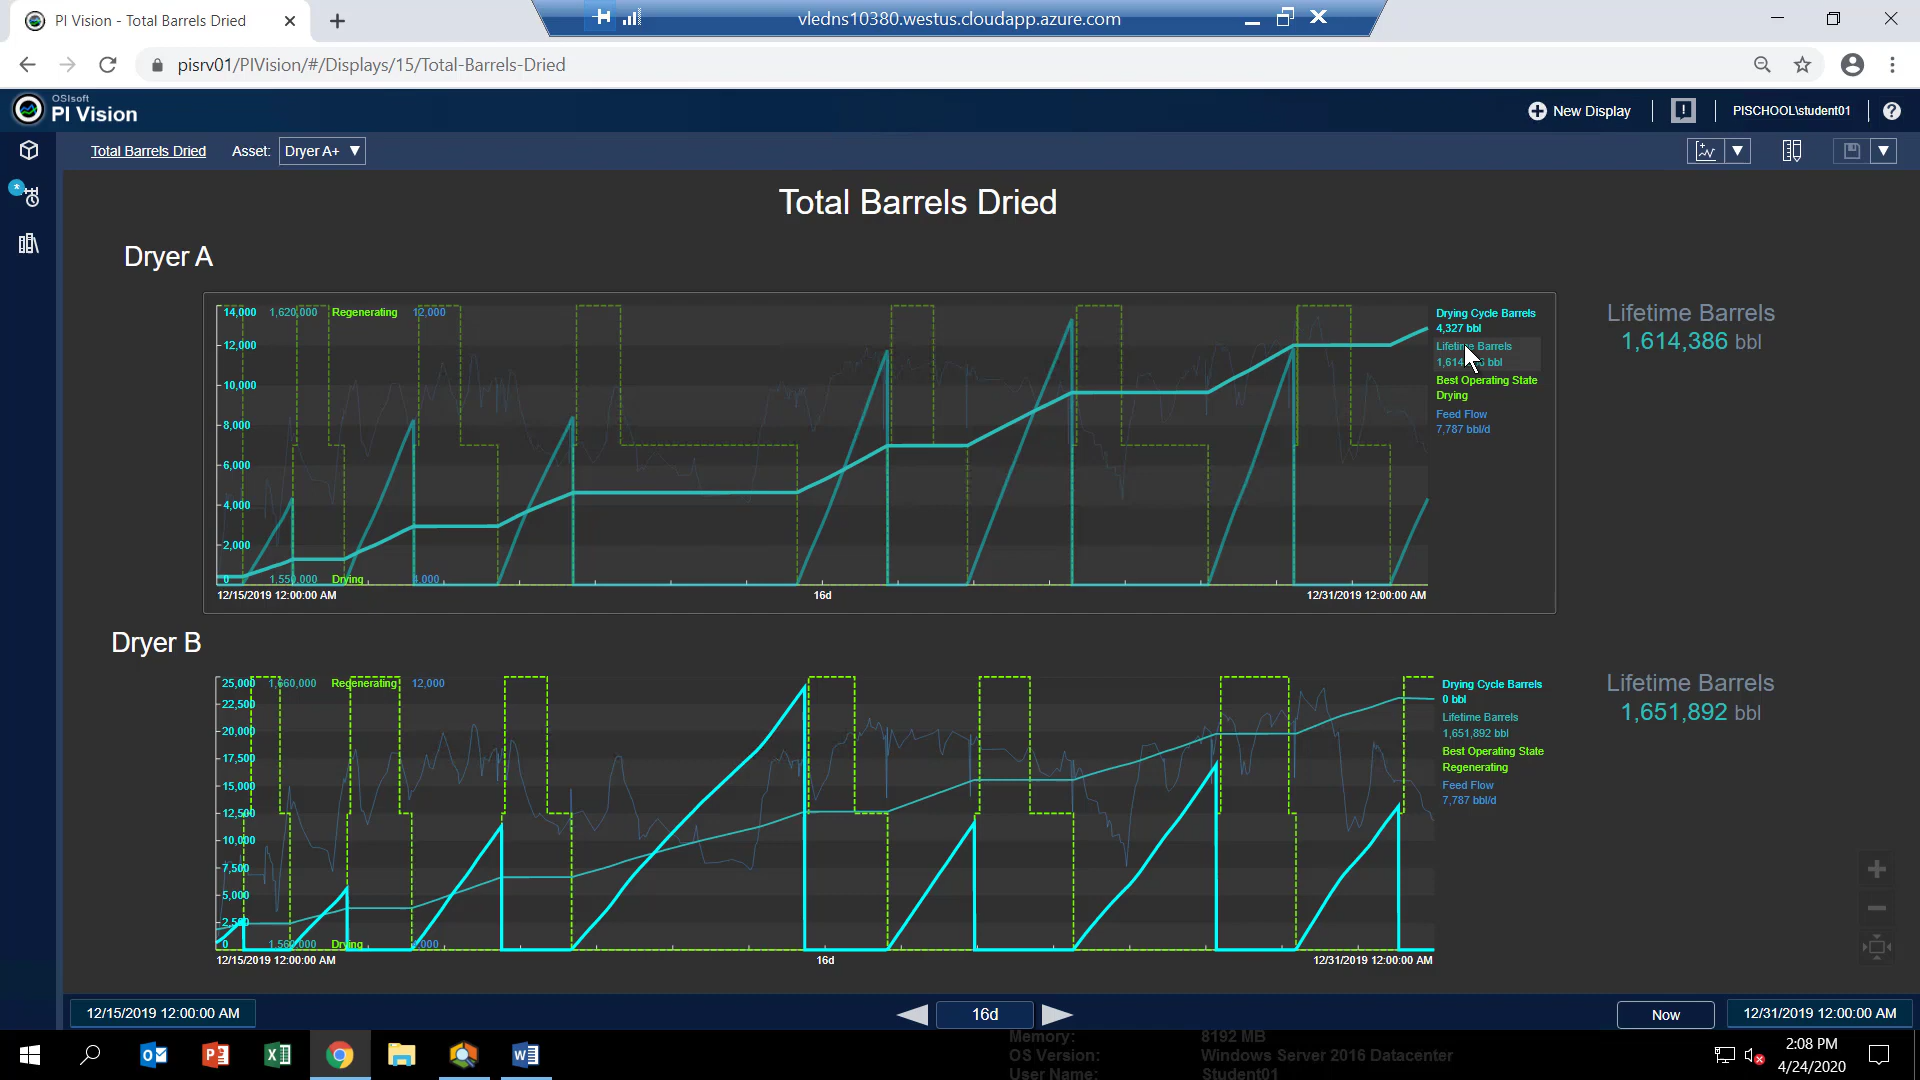 PI Vision - Total Barrels Dried
vledns10380.westus.cloudapp.azure.com
pisrv01/PIVision/#/Displays/15/Total-Barrels-Dried
OSIsoft
PI Vision
New Display
PISCHOOL\student01
Total Barrels Dried
Asset:
Dryer A+
Total Barrels Dried
Dryer A
14,000
1,620,000
Regenerating
12,000
12,000
10,000
8,000
6,000
4,000
2,000
0
1,550,000
Drying
4,000
12/15/2019 12:00:00 AM
16d
12/31/2019 12:00:00 AM
Drying Cycle Barrels
4,327 bbl
Lifetime Barrels
bbl
Best Operating State
Drying
Feed Flow
7,787 bbl/d
Lifetime Barrels
1,614,386 bbl
Dryer B
25,000
1,660,000
Regenerating
12,000
22,500
20,000
17,500
15,000
12,500
10,000
7,500
5,000
2,500
0
1,560,000
Drying
12/15/2019 12:00:00 AM
16d
12/31/2019 12:00:00 AM
Drying Cycle Barrels
0 bbl
Lifetime Barrels
1,651,892 bbl
Best Operating State
Regenerating
Feed Flow
7,787 bbl/d
Lifetime Barrels
1,651,892 bbl
12/15/2019 12:00:00 AM
16d
Now
12/31/2019 12:00:00 AM
Memory: 8192 MB
OS Version: Windows Server 2016 Datacenter
User Name: Student01
2:08 PM
4/24/2020